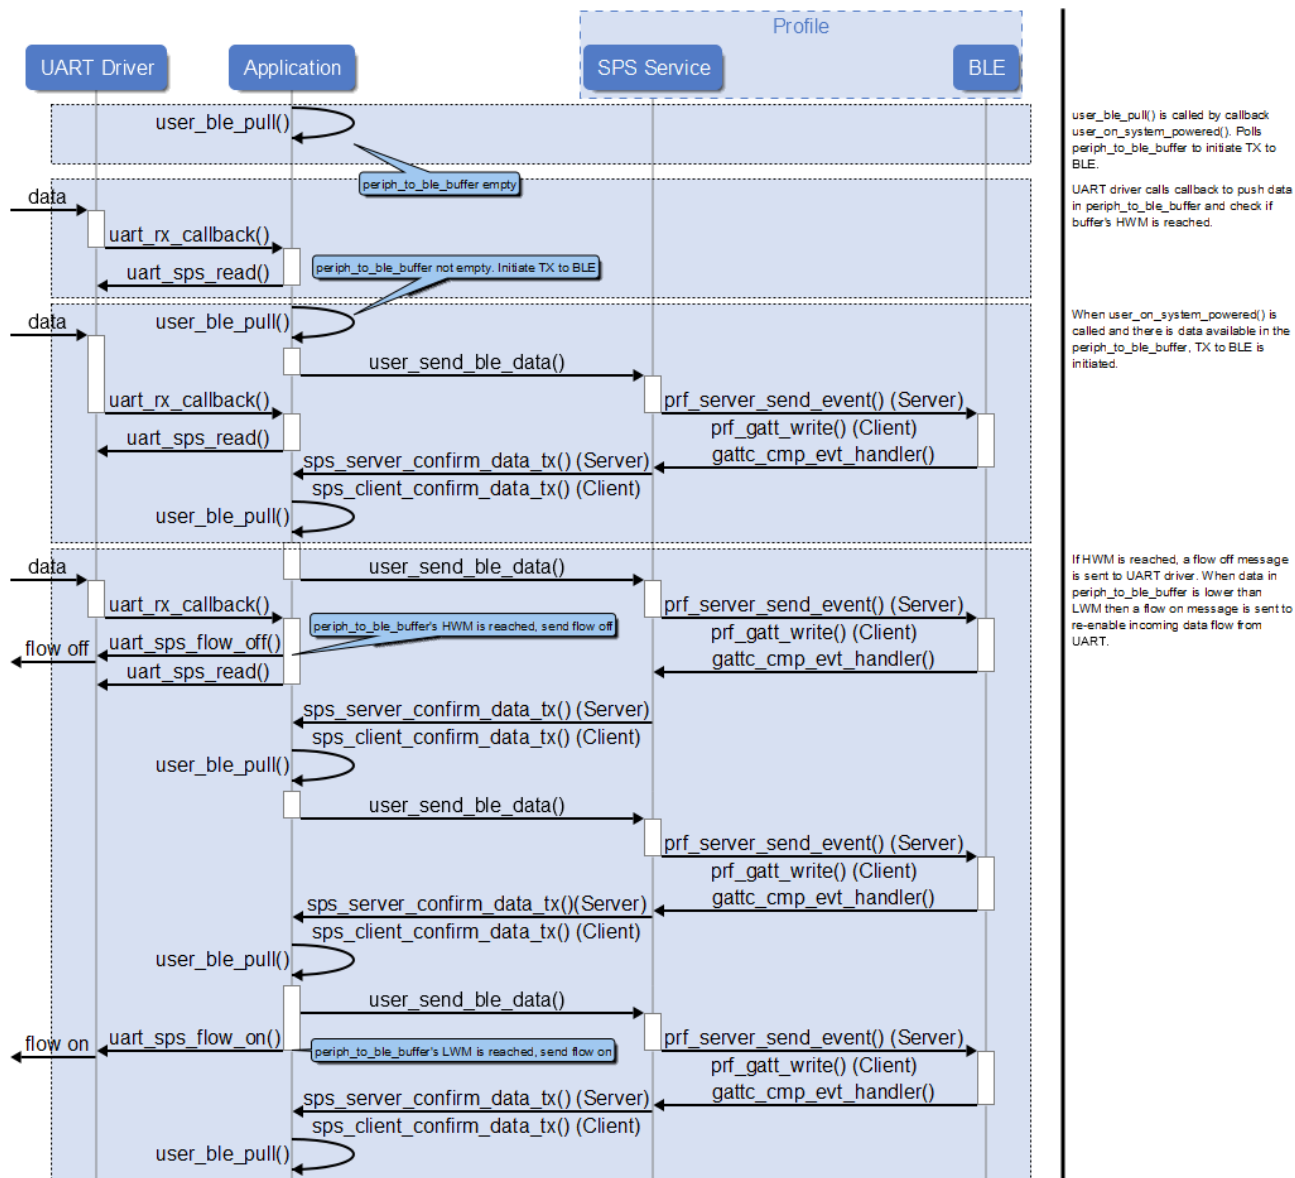 Profile
UART Driver
Application
SPS Service
BLE
user_ble_pull()
user_ble_pull() is called by callback
user_on_system_powered(). Polls
periph_to_ble_buffer to initiate TX to
BLE.
periph_to_ble_buffer empty
data
UART driver calls callback to push data
in periph_to_ble_buffer and check if
buffer's HWM is reached.
uart_rx_callback()
uart_sps_read()
periph_to_ble_buffer not empty. Initiate TX to BLE
data
user_ble_pull()
When user_on_system_powered() is
called and there is data available in the
periph_to_ble_buffer, TX to BLE is
initiated.
user_send_ble_data()
uart_rx_callback()
prf_server_send_event() (Server)
prf_gatt_write() (Client)
uart_sps_read()
gattc_cmp_evt_handler()
sps_server_confirm_data_tx() (Server)
sps_client_confirm_data_tx() (Client)
user_ble_pull()
data
user_send_ble_data()
If HWM is reached, a flow off message
is sent to UART driver. When data in
periph_to_ble_buffer is lower than
LWM then a flow on message is sent to
re-enable incoming data flow from
UART.
uart_rx_callback()
prf_server_send_event() (Server)
periph_to_ble_buffer's HWM is reached, send flow off
prf_gatt_write() (Client)
flow off
uart_sps_flow_off()
gattc_cmp_evt_handler()
uart_sps_read()
sps_server_confirm_data_tx() (Server)
sps_client_confirm_data_tx() (Client)
user_ble_pull()
user_send_ble_data()
prf_server_send_event() (Server)
prf_gatt_write() (Client)
gattc_cmp_evt_handler()
sps_server_confirm_data_tx()(Server)
sps_client_confirm_data_tx() (Client)
user_ble_pull()
user_send_ble_data()
flow on
uart_sps_flow_on()
periph_to_ble_buffer's LWM is reached, send flow on
prf_server_send_event() (Server)
prf_gatt_write() (Client)
gattc_cmp_evt_handler()
sps_server_confirm_data_tx() (Server)
sps_client_confirm_data_tx() (Client)
user_ble_pull()